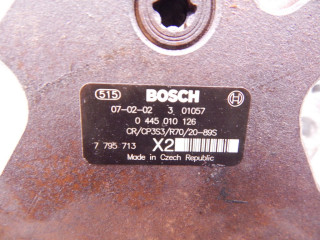 515 BOSCH
07-02-02 3 01057
0 445 010 126
CR/CP3S3/R70/20-89S
7 795 713 X2
Made in Czech Republic